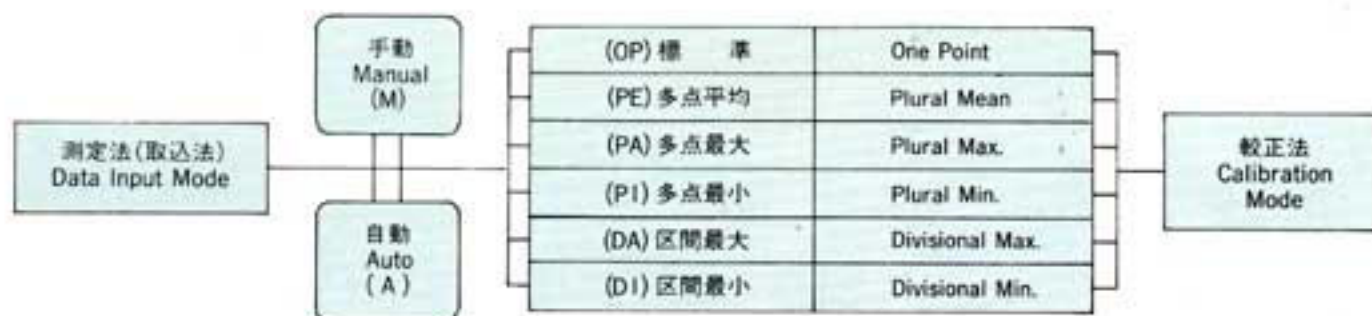 測定法(取込法)
Data Input Mode
手動
Manual
(M)
自動
Auto
(A)
(OP) 標 準 One Point
(PE) 多点平均 Plural Mean
(PA) 多点最大 Plural Max.
(PI) 多点最小 Plural Min.
(DA) 区間最大 Divisional Max.
(DI) 区間最小 Divisional Min.
較正法
Calibration
Mode